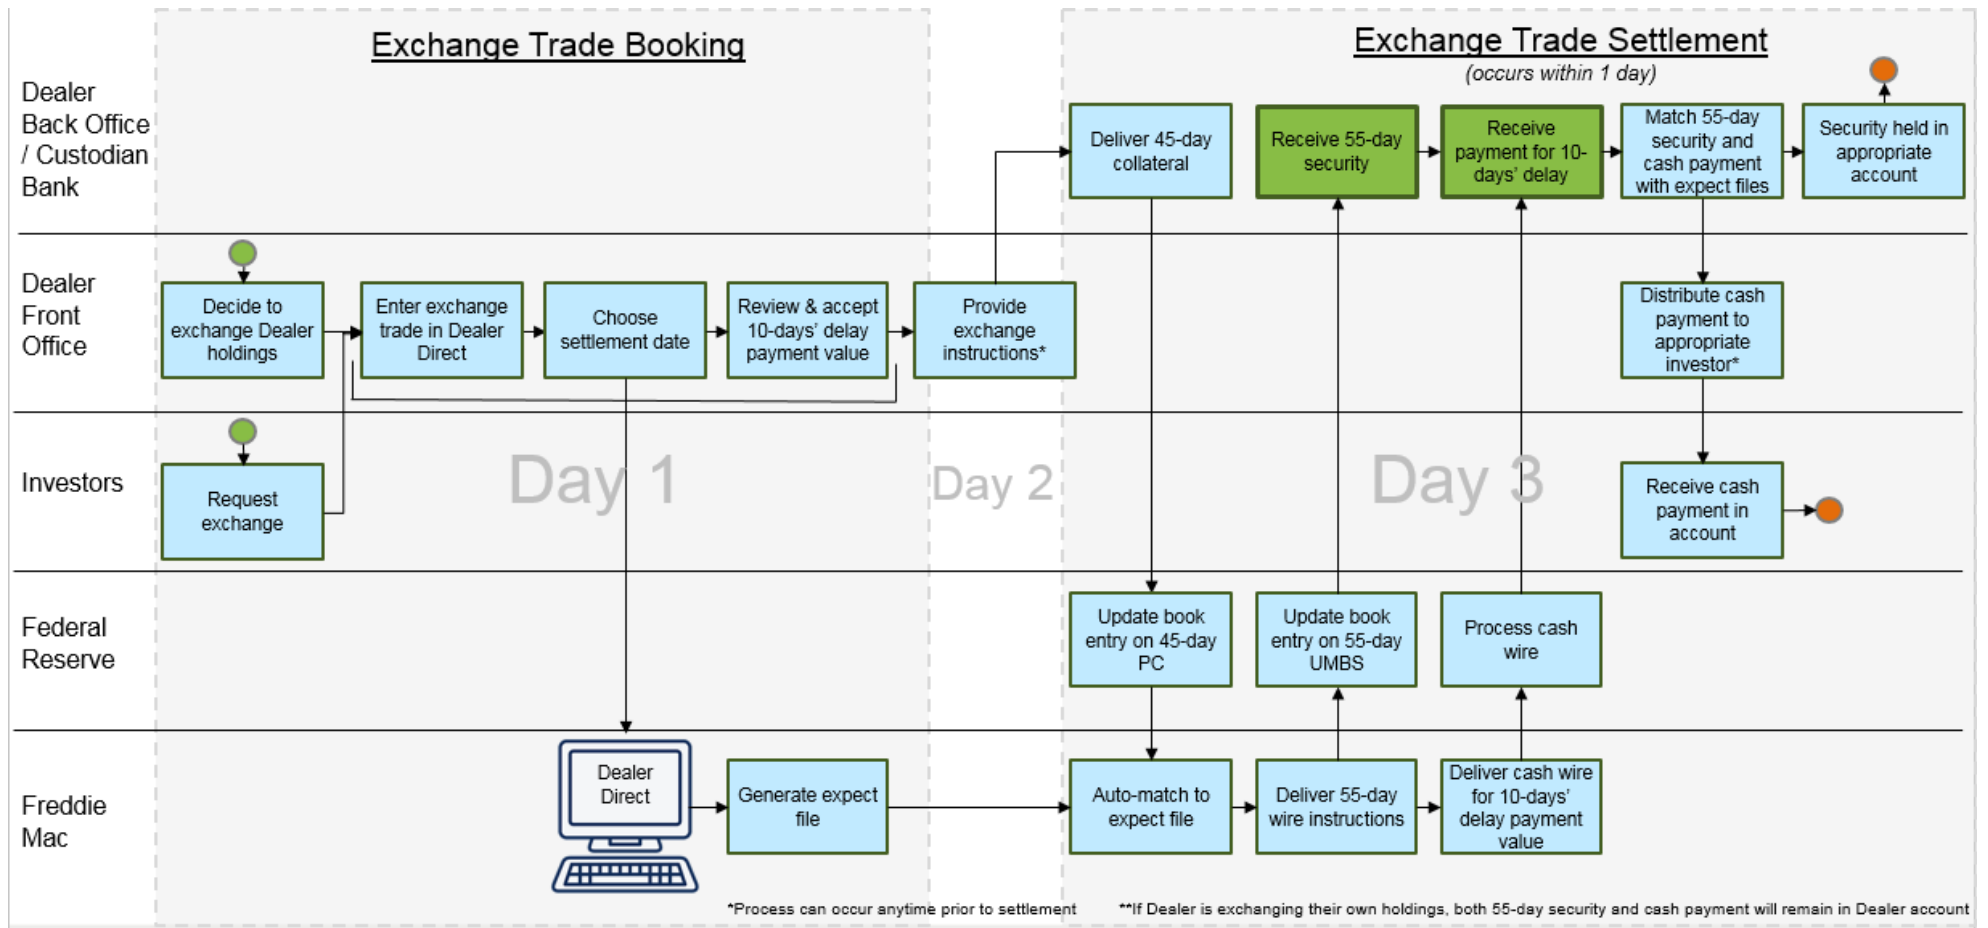 Exchange Trade Booking
Exchange Trade Settlement
(occurs within 1 day)
Dealer
Back Office
/ Custodian
Bank
Deliver 45-day
collateral
Receive 55-day
security
Receive
payment for 10-
days' delay
Match 55-day
security and
cash payment
with expect files
Security held in
appropriate
account
Dealer
Front
Office
Decide to
exchange Dealer
holdings
Enter exchange
trade in Dealer
Direct
Choose
settlement date
Review & accept
10-days' delay
payment value
Provide
exchange
instructions*
Distribute cash
payment to
appropriate
investor*
Investors
Request
exchange
Day 1
Day 2
Day 3
Receive cash
payment in
account
Federal
Reserve
Update book
entry on 45-day
PC
Update book
entry on 55-day
UMBS
Process cash
wire
Freddie
Mac
Dealer
Direct
Generate expect
file
Auto-match to
expect file
Deliver 55-day
wire instructions
Deliver cash wire
for 10-days'
delay payment
value
*Process can occur anytime prior to settlement
**If Dealer is exchanging their own holdings, both 55-day security and cash payment will remain in Dealer account